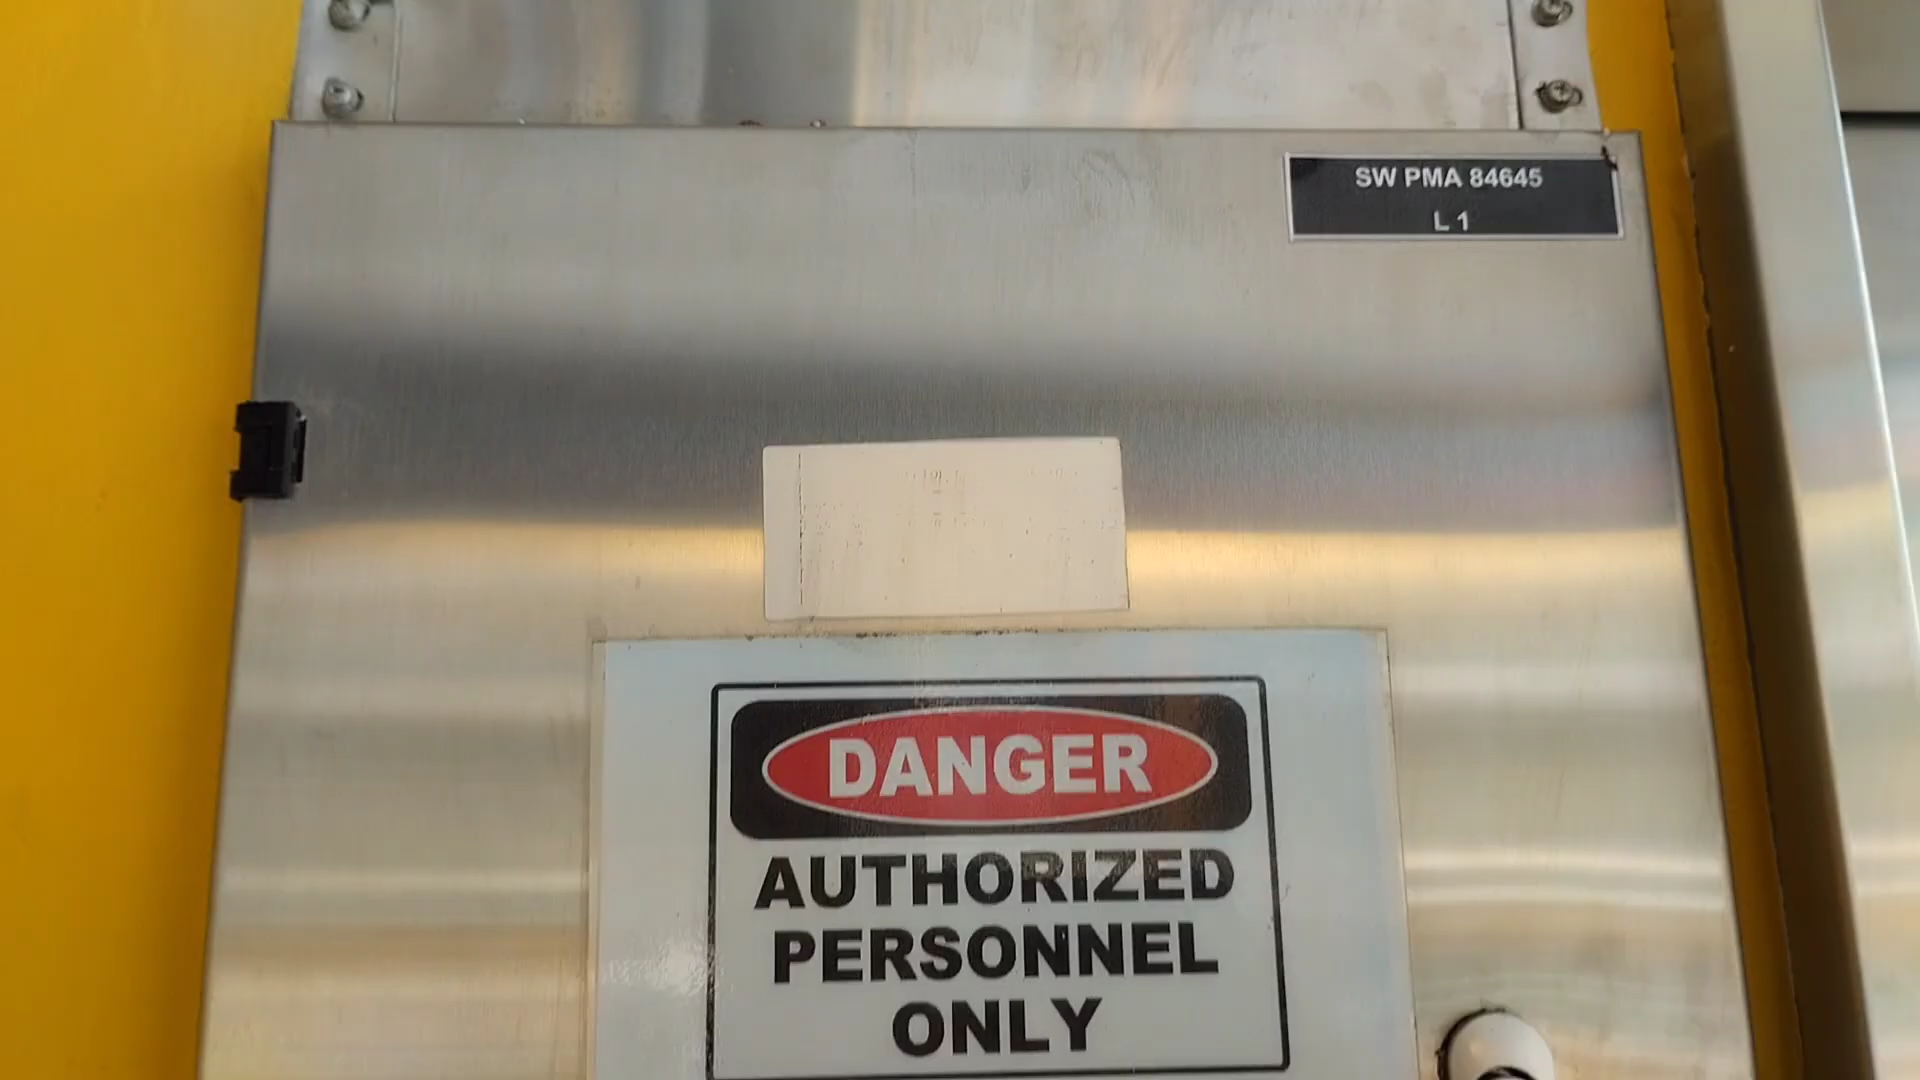 SW PMA 84645
L 1
DANGER
AUTHORIZED
PERSONNEL
ONLY